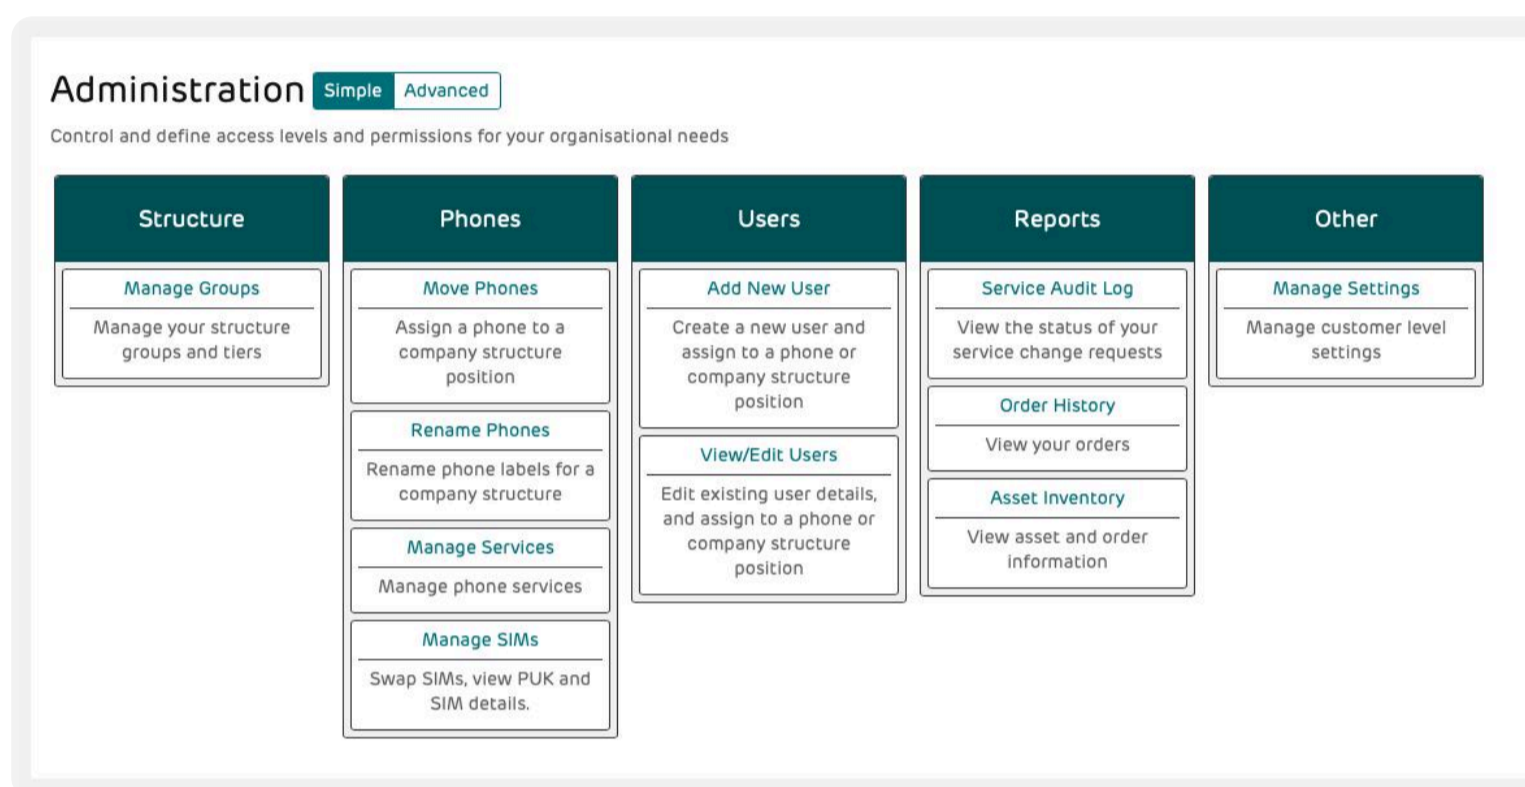 Administration Simple Advanced
Control and define access levels and permissions for your organisational needs
Structure
Manage Groups
Manage your structure
groups and tiers
Phones
Move Phones
Assign a phone to a
company structure
position
Rename Phones
Rename phone labels for a
company structure
Manage Services
Manage phone services
Manage SIMs
Swap SIMs, view PUK and
SIM details.
Users
Add New User
Create a new user and
assign to a phone or
company structure
position
View/Edit Users
Edit existing user details,
and assign to a phone or
company structure
position
Reports
Service Audit Log
View the status of your
service change requests
Order History
View your orders
Asset Inventory
View asset and order
information
Other
Manage Settings
Manage customer level
settings